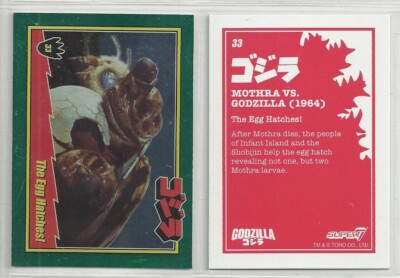 33
The Egg Hatches!
ゴジラ
33
ゴジラ
MOTHRA VS.
GODZILLA (1964)
The Egg Hatches!
After Mothra dies, the people
of Infant Island and the
Shobijin help the egg hatch
revealing not one, but two
Mothra larvae.
GODZILLA
ゴジラ
SUPER7
TM & © TOHO CO., LTD.